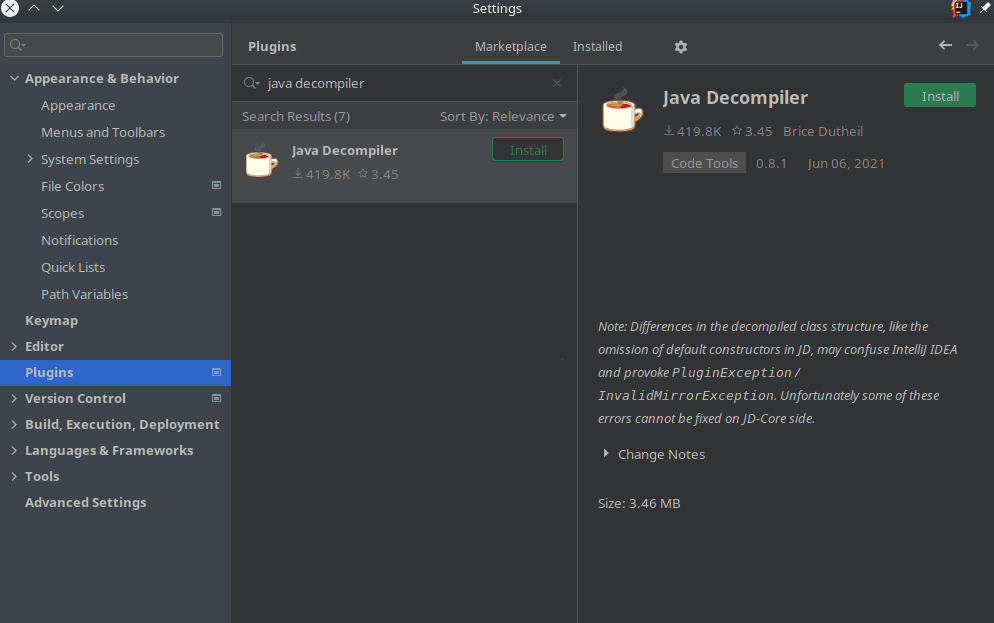 Settings
Plugins
Marketplace
Installed
Appearance & Behavior
Appearance
Menus and Toolbars
System Settings
File Colors
Scopes
Notifications
Quick Lists
Path Variables
Keymap
Editor
Plugins
Version Control
Build, Execution, Deployment
Languages & Frameworks
Tools
Advanced Settings
java decompiler
Search Results (7)
Sort By: Relevance
Java Decompiler
Install
419.8K 3.45
Java Decompiler
Install
419.8K 3.45 Brice Dutheil
Code Tools 0.8.1 Jun 06, 2021
Note: Differences in the decompiled class structure, like the
omission of default constructors in JD, may confuse IntelliJ IDEA
and provoke PluginException /
InvalidMirrorException. Unfortunately some of these
errors cannot be fixed on JD-Core side.
Change Notes
Size: 3.46 MB